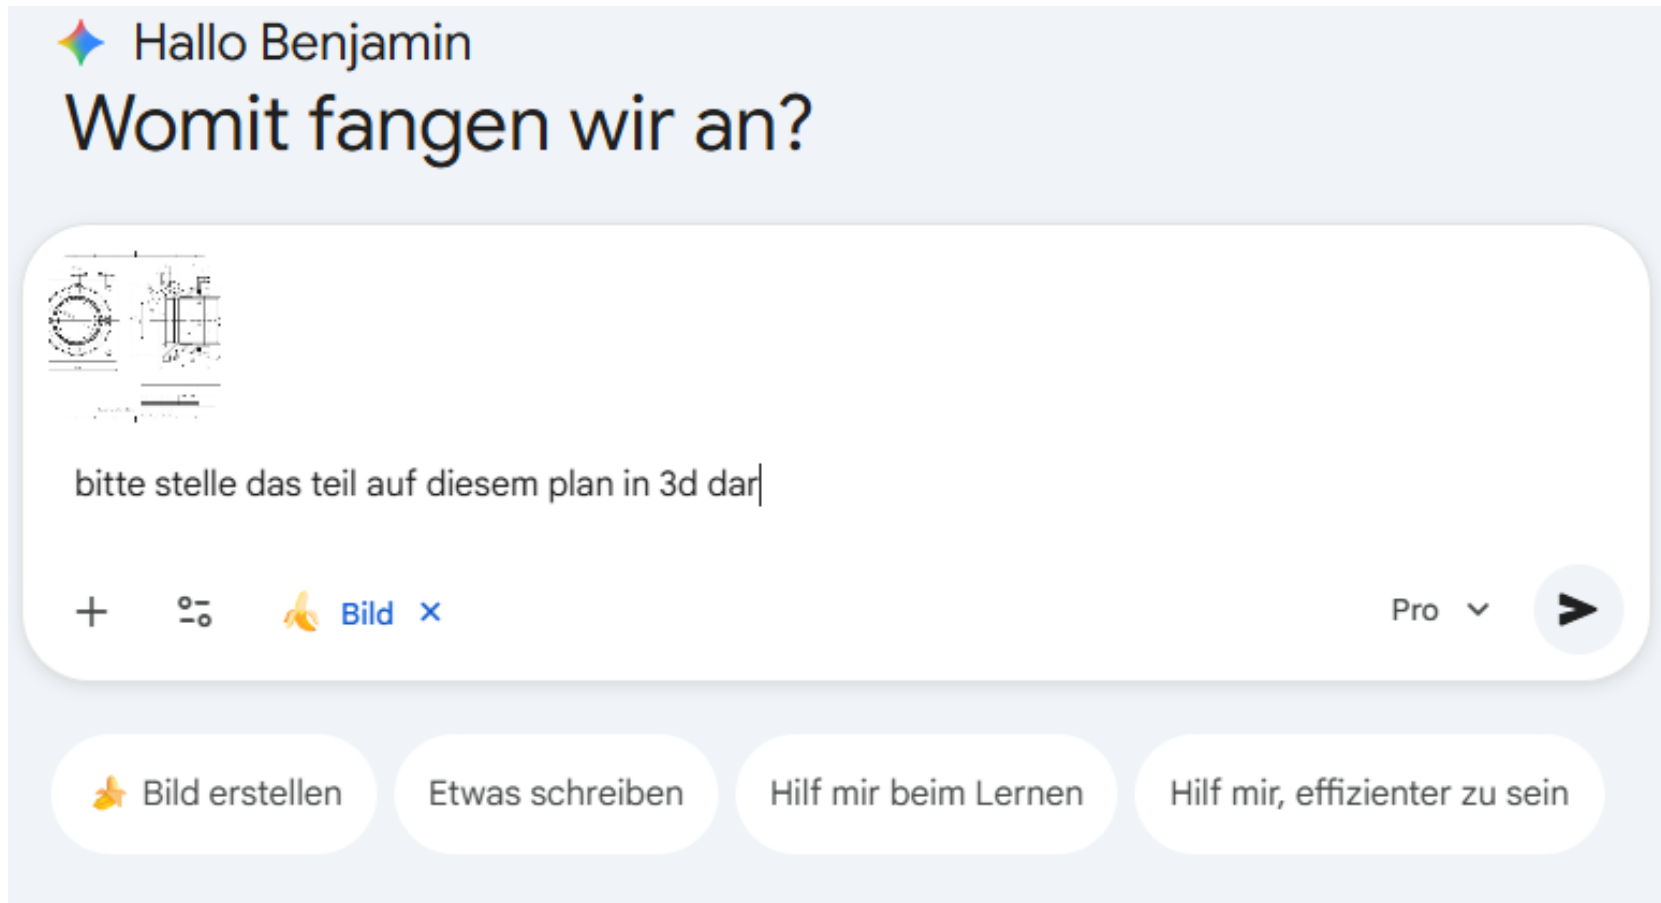 Hallo Benjamin
Womit fangen wir an?
bitte stelle das teil auf diesem plan in 3d dar
Bild
Pro
Bild erstellen
Etwas schreiben
Hilf mir beim Lernen
Hilf mir, effizienter zu sein